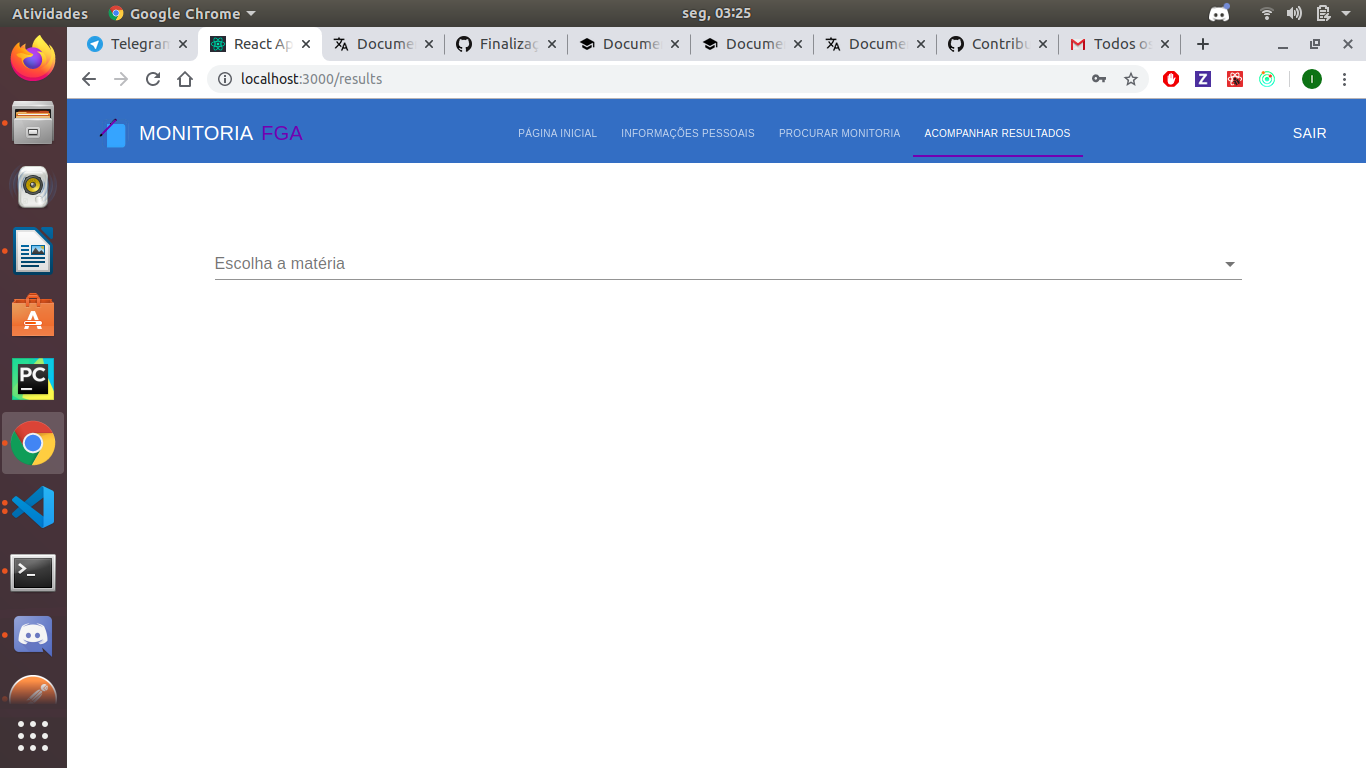 Atividades Google Chrome seg, 03:25
Telegran React Ap Docume Finalizaç Docume Docume Docume Contribu Todos os
localhost:3000/results I
MONITORIA FGA PÁGINA INICIAL INFORMAÇÕES PESSOAIS PROCURAR MONITORIA ACOMPANHAR RESULTADOS SAIR
Escolha a matéria
PC